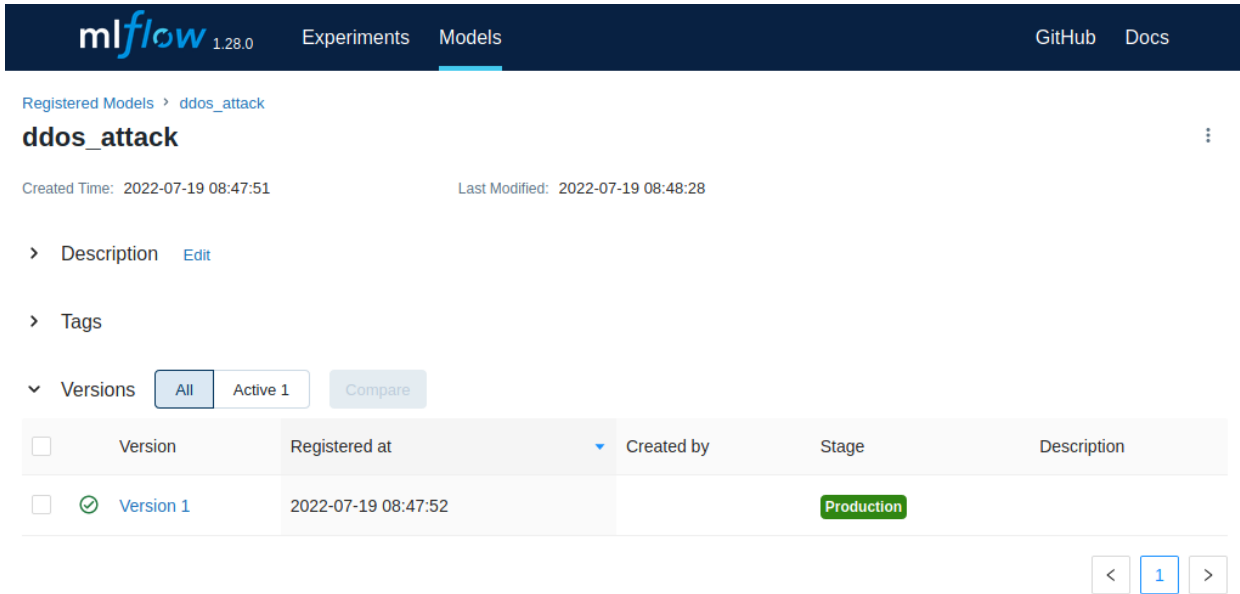 mlflow 1.28.0 Experiments Models GitHub Docs
Registered Models > ddos_attack
ddos_attack
Created Time: 2022-07-19 08:47:51 Last Modified: 2022-07-19 08:48:28
Description Edit
Tags
Versions All Active 1 Compare
Version Registered at Created by Stage Description
Version 1 2022-07-19 08:47:52 Production
< 1 >